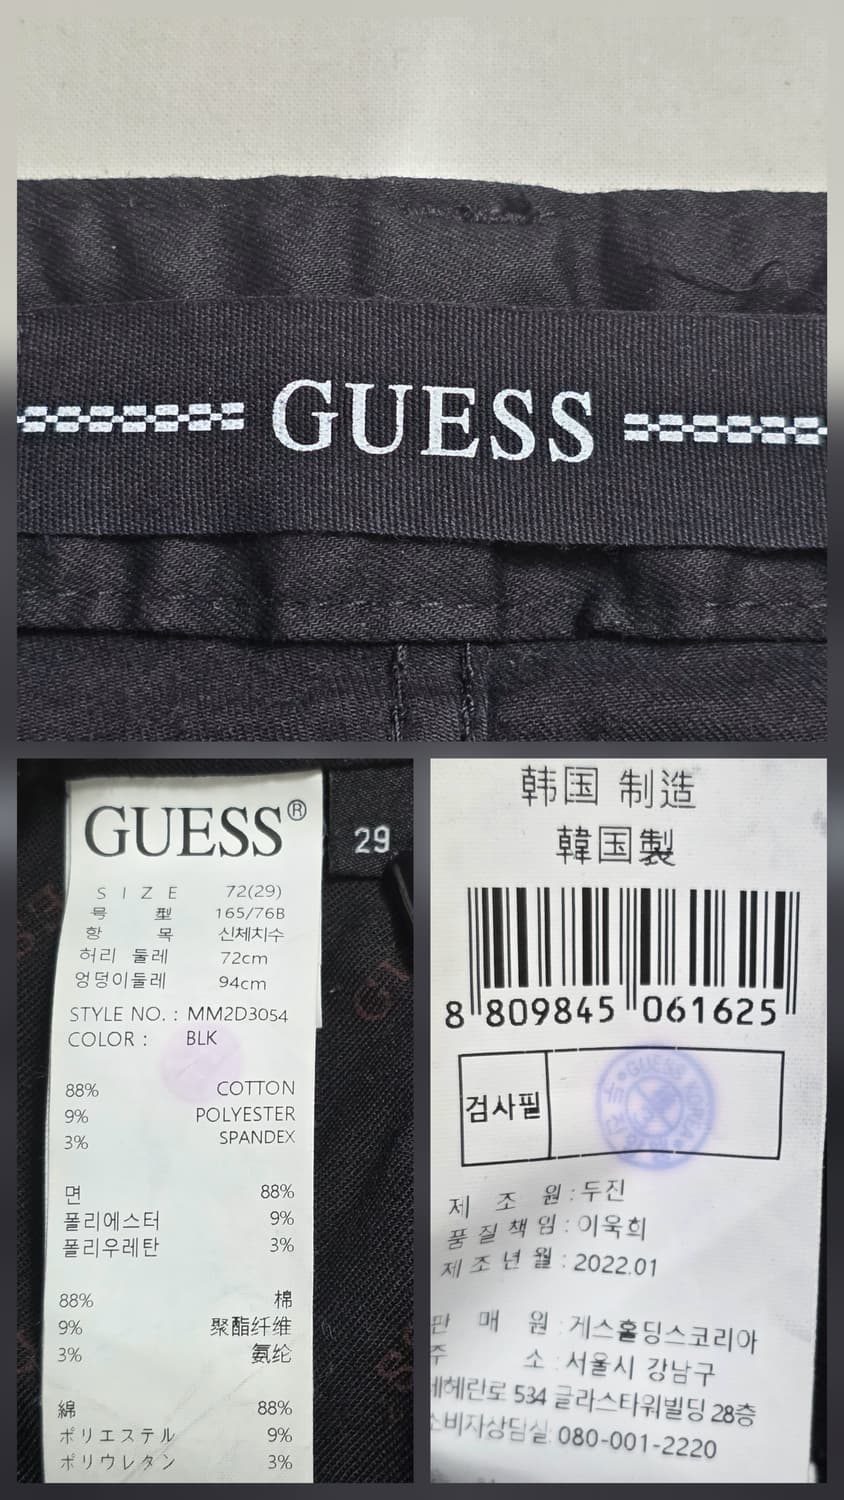 GUESS
GUESS®
29
SIZE 72(29)
号 型 165/76B
항 목 신체치수
허리 둘레 72cm
엉덩이둘레 94cm
STYLE NO. : MM2D3054
COLOR : BLK
88% COTTON
9% POLYESTER
3% SPANDEX
면 88%
폴리에스터 9%
폴리우레탄 3%
88% 棉
9% 聚酯纤维
3% 氨纶
綿 88%
ポリエステル 9%
ポリウレタン 3%
韩国 制造
韓国製
8 809845 061625
검사필
GUESS KOREA
제 조 원 : 두진
품질책임 : 이욱희
제조년월 : 2022.01
판 매 원 : 게스홀딩스코리아
주 소 : 서울시 강남구
테헤란로 534 글라스타워빌딩 28층
소비자상담실 080-001-2220